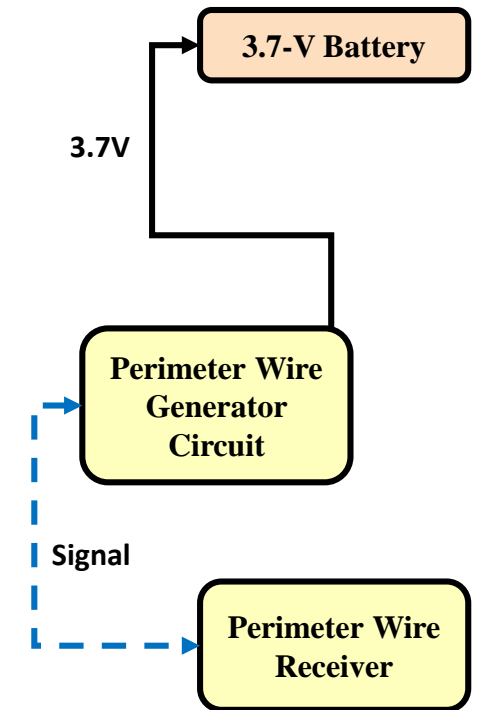 3.7-V Battery
3.7V
Perimeter Wire
Generator
Circuit
Signal
Perimeter Wire
Receiver